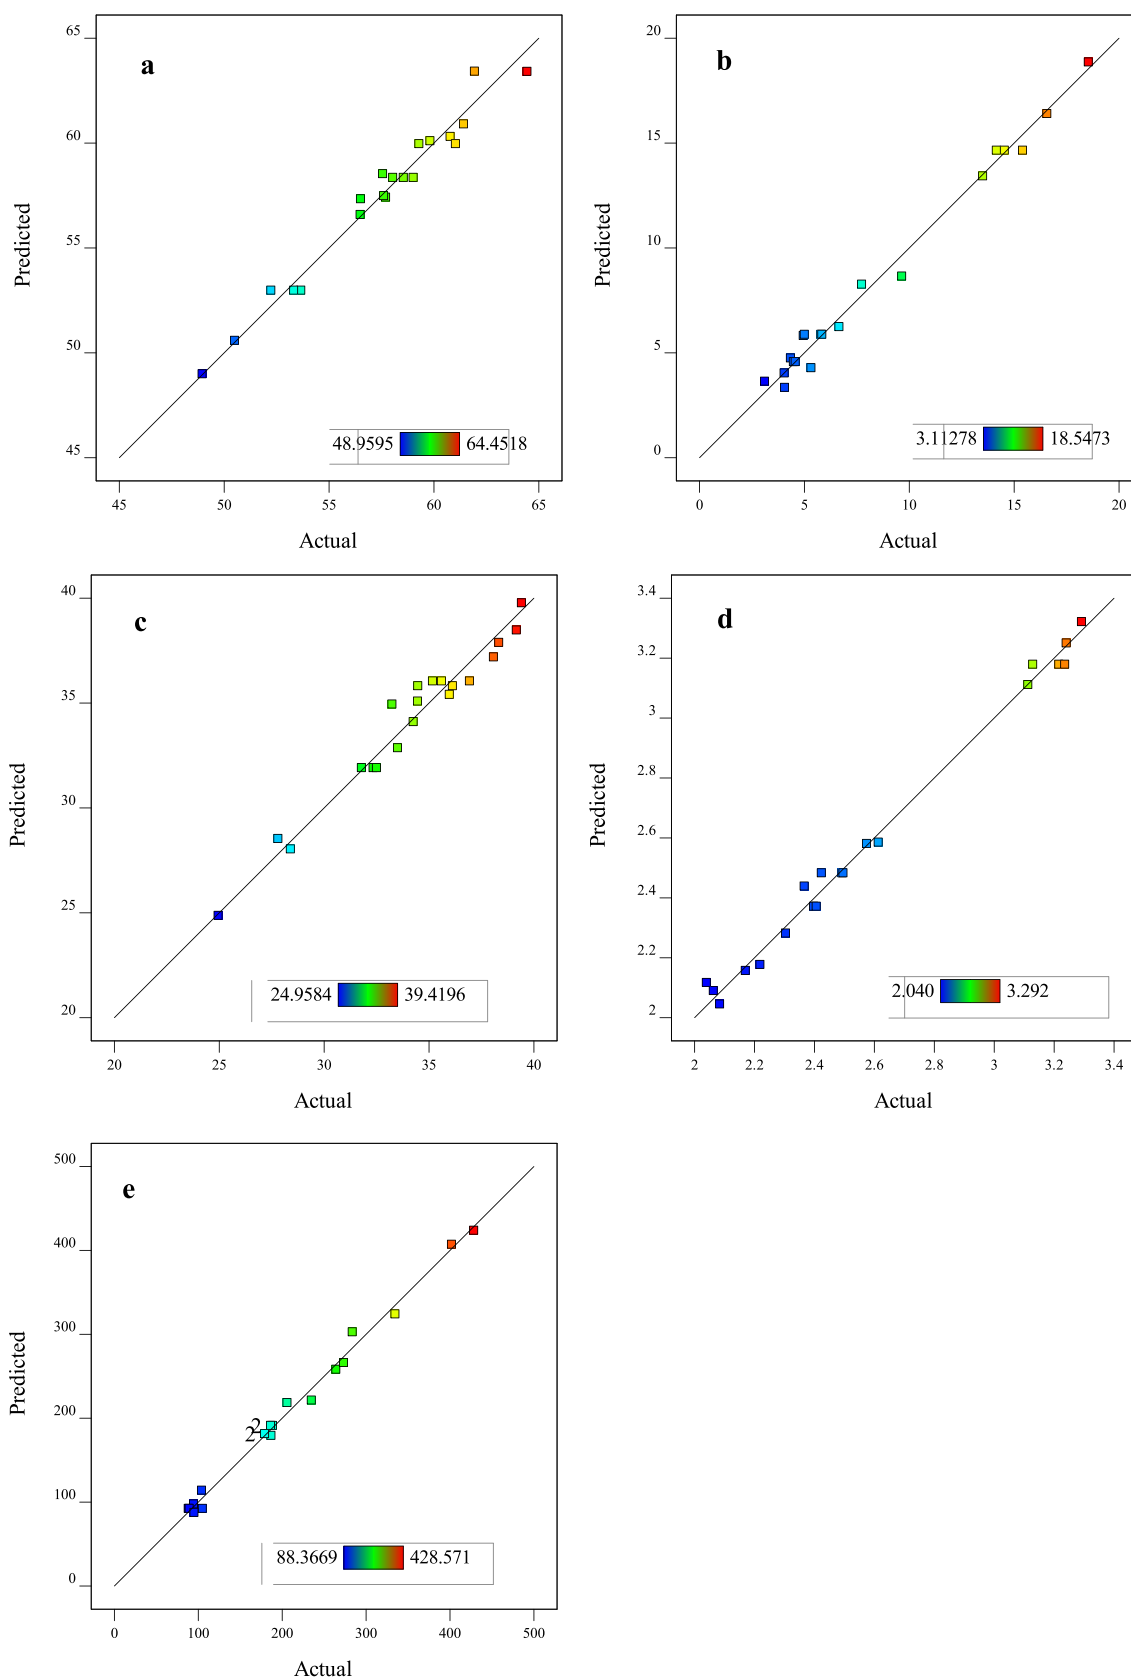 a
65
60
55
50
45
Predicted
48.9595 64.4518
45 50 55 60 65
Actual
b
20
15
10
5
0
Predicted
3.11278 18.5473
0 5 10 15 20
Actual
c
40
35
30
25
20
Predicted
24.9584 39.4196
20 25 30 35 40
Actual
d
3.4
3.2
3
2.8
2.6
2.4
2.2
2
Predicted
2.040 3.292
2 2.2 2.4 2.6 2.8 3 3.2 3.4
Actual
e
500
400
300
200
100
0
Predicted
2
2
88.3669 428.571
0 100 200 300 400 500
Actual